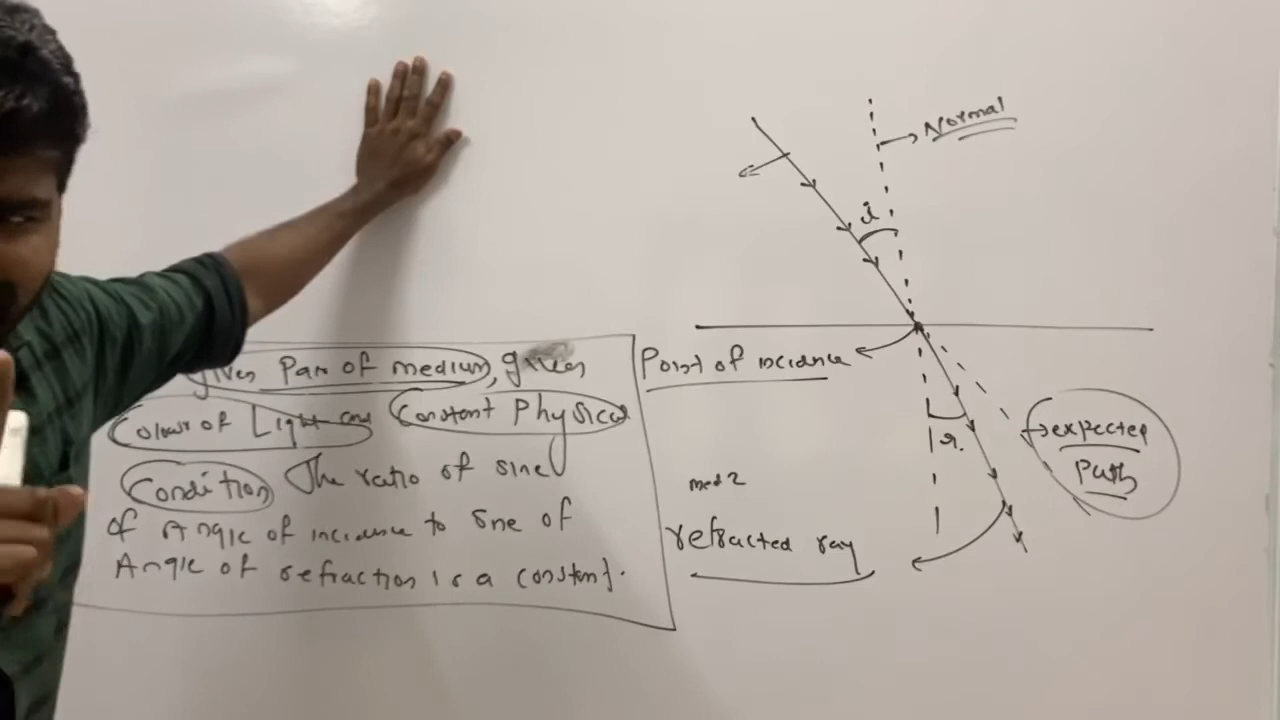 Normal
i
given Pair of medium, given
Colour of Light and Constant Physical
Condition The ratio of sine
of Angle of incidence to sine of
Angle of refraction is a constant.
Point of incidence
r.
expected
Path
med 2
refracted ray